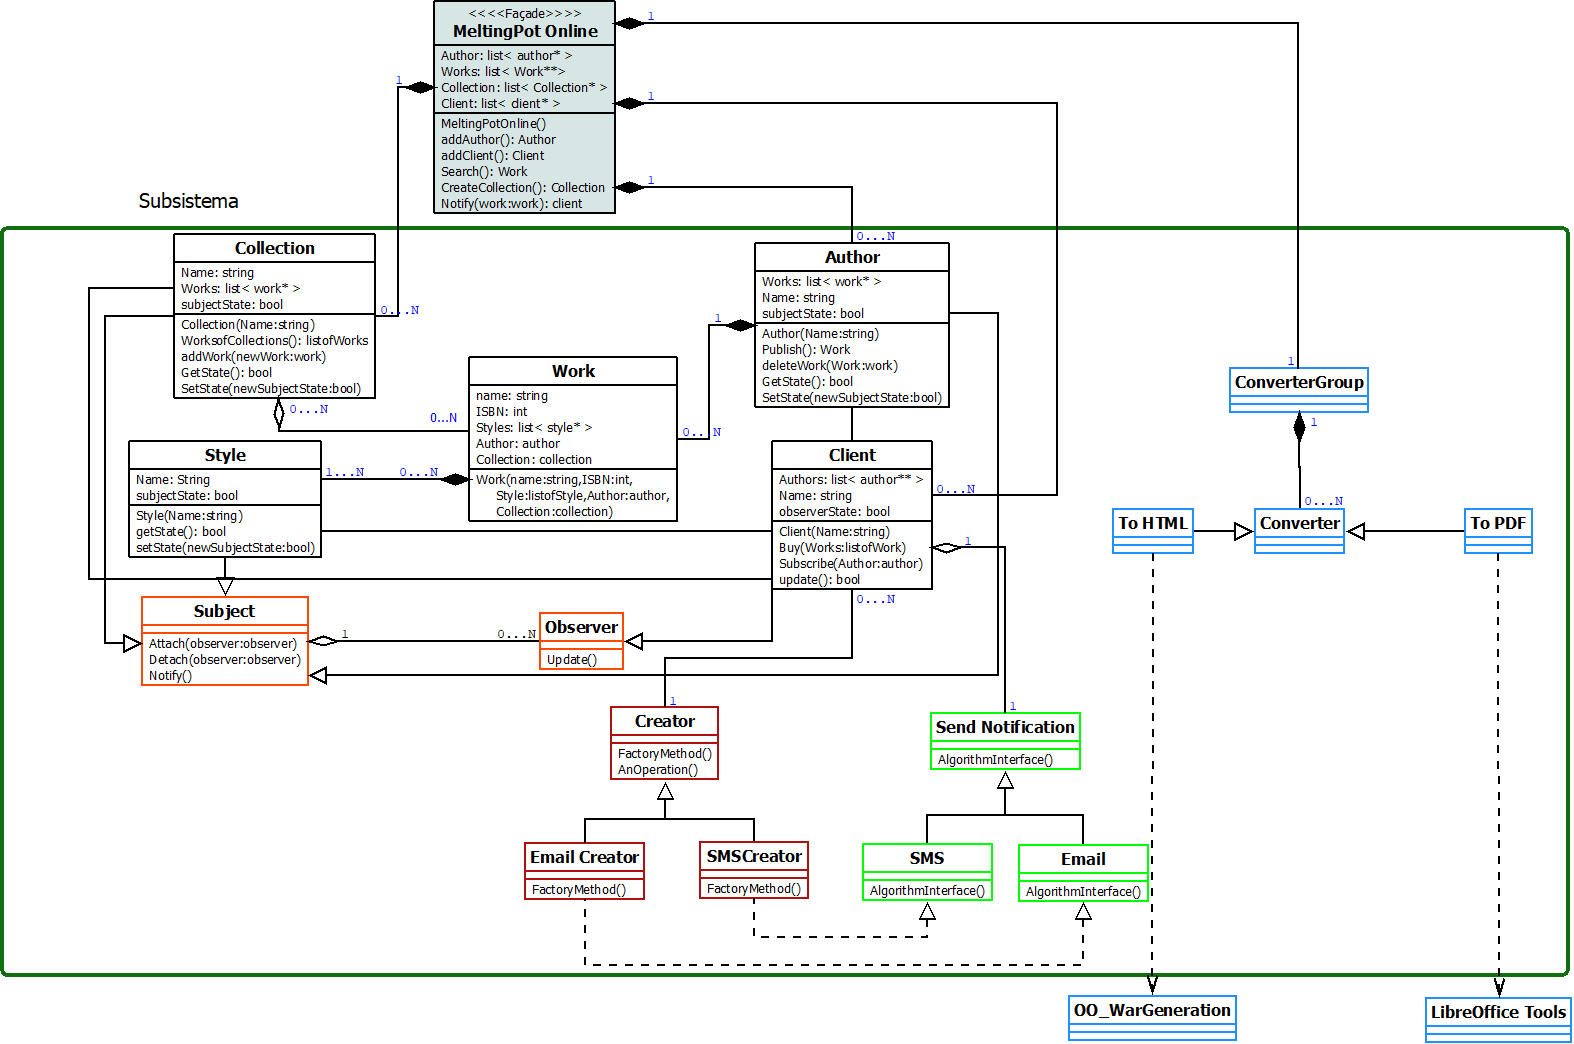 <<<<Façade>>>>
MeltingPot Online
Author: list< author* >
Works: list< Work**>
Collection: list< Collection* >
Client: list< client* >
MeltingPotOnline()
addAuthor(): Author
addClient(): Client
Search(): Work
CreateCollection(): Collection
Notify(work:work): client
1
1
1
1
Subsistema
Collection
Name: string
Works: list< work* >
subjectState: bool
Collection(Name:string)
WorksofCollections(): listofWorks
addWork(newWork:work)
GetState(): bool
SetState(newSubjectState:bool)
0...N
0...N
0...N
Author
Works: list< work* >
Name: string
subjectState: bool
Author(Name:string)
Publish(): Work
deleteWork(Work:work)
GetState(): bool
SetState(newSubjectState:bool)
0...N
1
0...N
Work
name: string
ISBN: int
Styles: list< style* >
Author: author
Collection: collection
Work(name:string,ISBN:int,
Style:listofStyle,Author:author,
Collection:collection)
Style
Name: String
subjectState: bool
Style(Name:string)
getState(): bool
setState(newSubjectState:bool)
1...N
0...N
Client
Authors: list< author** >
Name: string
observerState: bool
Client(Name:string)
Buy(Works:listofWork)
Subscribe(Author:author)
update(): bool
0...N
1
0...N
1
ConverterGroup
1
0...N
To HTML
Converter
To PDF
Subject
Attach(observer:observer)
Detach(observer:observer)
Notify()
1
0...N
Observer
Update()
1
Creator
FactoryMethod()
AnOperation()
1
Send Notification
AlgorithmInterface()
Email Creator
FactoryMethod()
SMSCreator
FactoryMethod()
SMS
AlgorithmInterface()
Email
AlgorithmInterface()
OO_WarGeneration
LibreOffice Tools